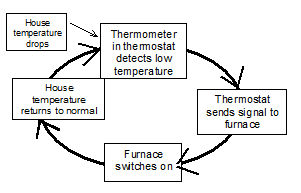 House
temperature
drops
Thermometer
in thermostat
detects low
temperature
Thermostat
sends signal to
furnace
Furnace
switches on
House
temperature
returns to normal